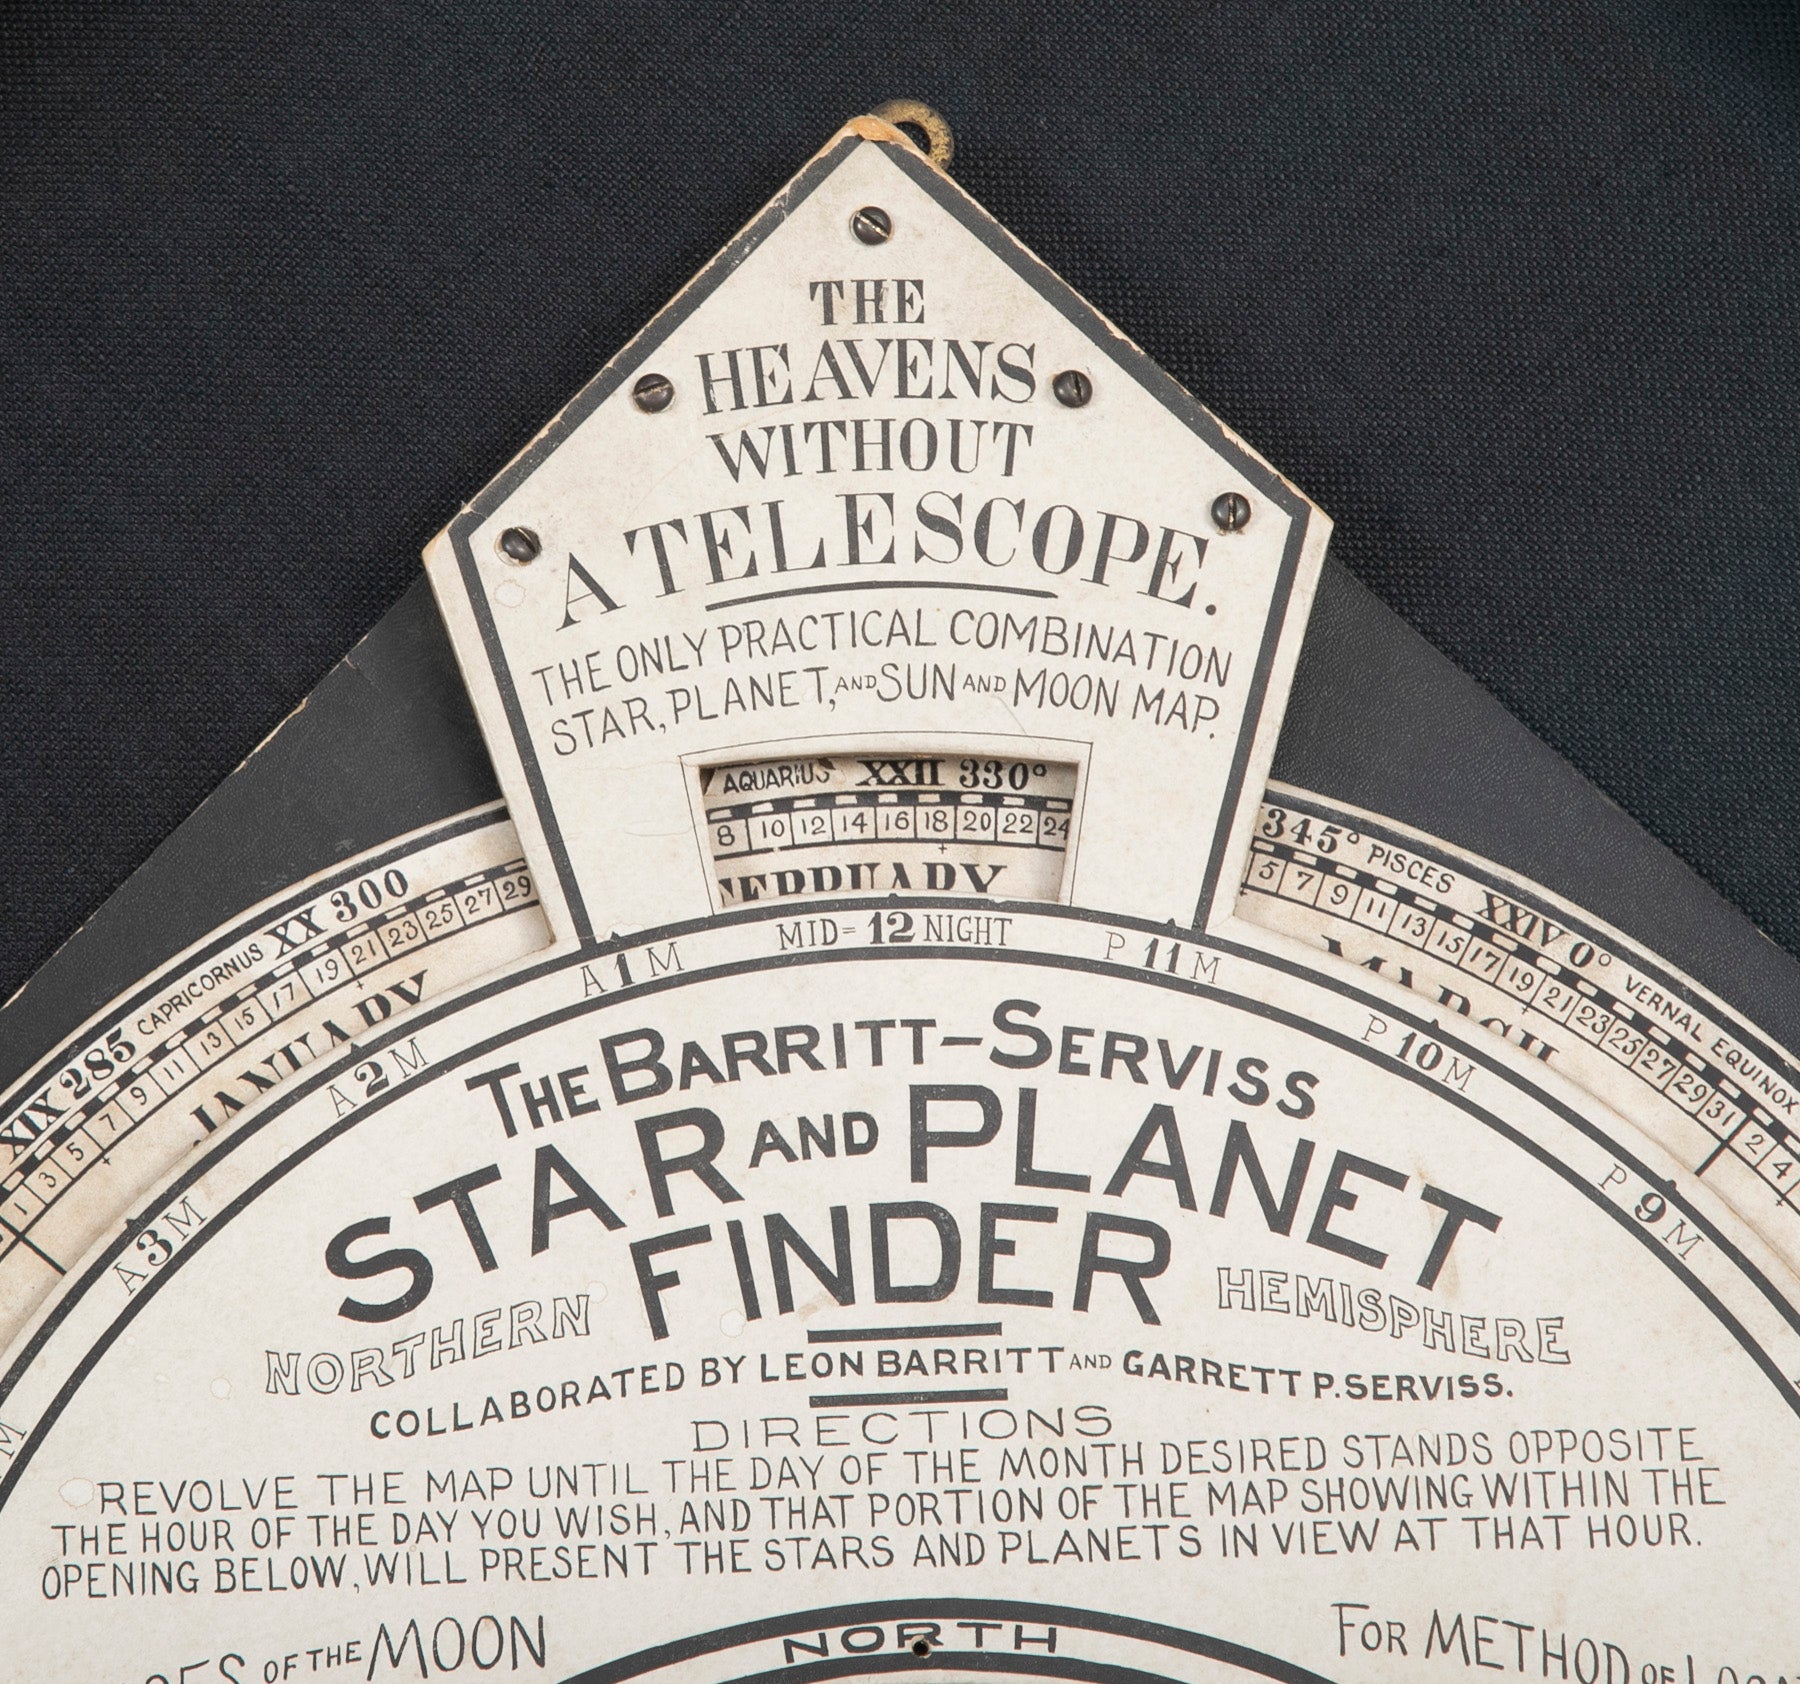 THE
HEAVENS
WITHOUT
A TELESCOPE.
THE ONLY PRACTICAL COMBINATION
STAR, PLANET, AND SUN AND MOON MAP.
AQUARIUS XXII 330°
8 10 12 14 16 18 20 22 24
FEBRUARY
XIX 285 CAPRICORNUS XX 300
1 3 5 7 9 11 13 15 17 19 21 23 25 27 29
JANUARY
345° PISCES XXIV 0° VERNAL EQUINOX
5 7 9 11 13 15 17 19 21 23 25 27 29 31 2 4
MARCH
A 3 M A 2 M A 1 M MID= 12 NIGHT P 11 M P 10 M P 9 M
THE BARRITT-SERVISS
STAR AND PLANET
FINDER
NORTHERN HEMISPHERE
COLLABORATED BY LEON BARRITT AND GARRETT P. SERVISS.
DIRECTIONS
REVOLVE THE MAP UNTIL THE DAY OF THE MONTH DESIRED STANDS OPPOSITE
THE HOUR OF THE DAY YOU WISH, AND THAT PORTION OF THE MAP SHOWING WITHIN THE
OPENING BELOW, WILL PRESENT THE STARS AND PLANETS IN VIEW AT THAT HOUR.
OF THE MOON
NORTH
FOR METHOD OF